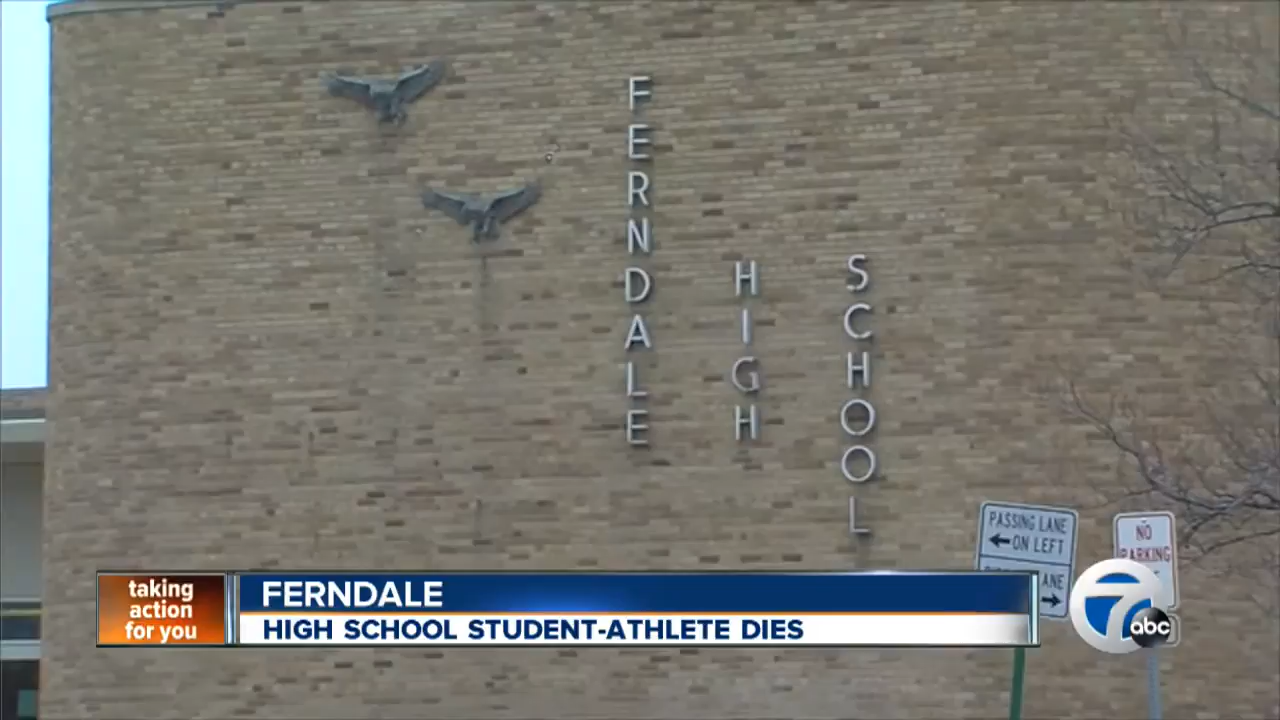 FERNDALE
HIGH
SCHOOL
PASSING LANE
← ON LEFT
LANE
→
NO
PARKING
taking
action
for you
FERNDALE
HIGH SCHOOL STUDENT-ATHLETE DIES
7
abc